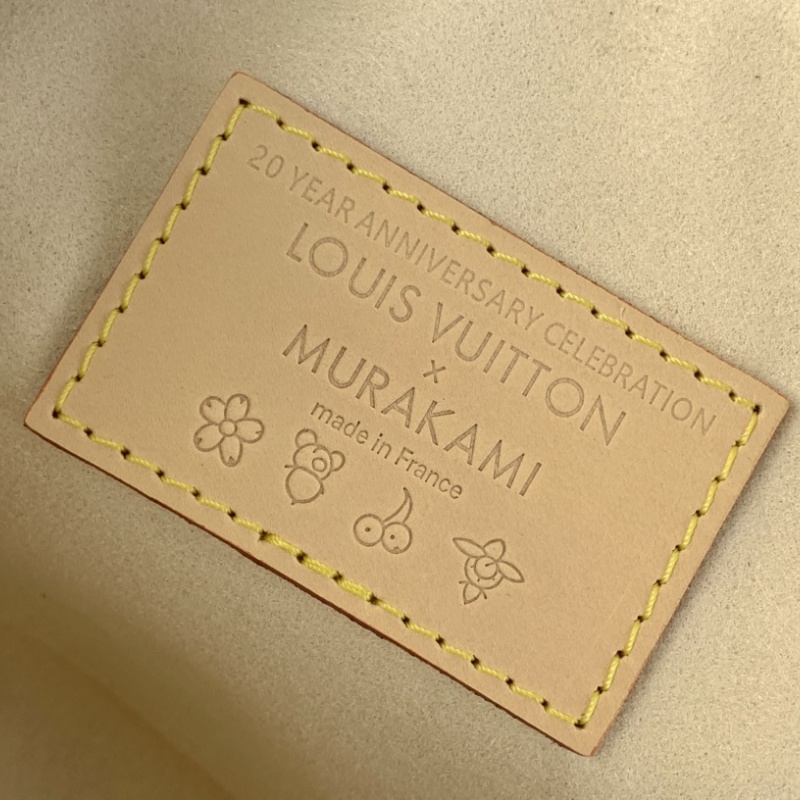 20 YEAR ANNIVERSARY CELEBRATION
LOUIS VUITTON
x
MURAKAMI
made in France